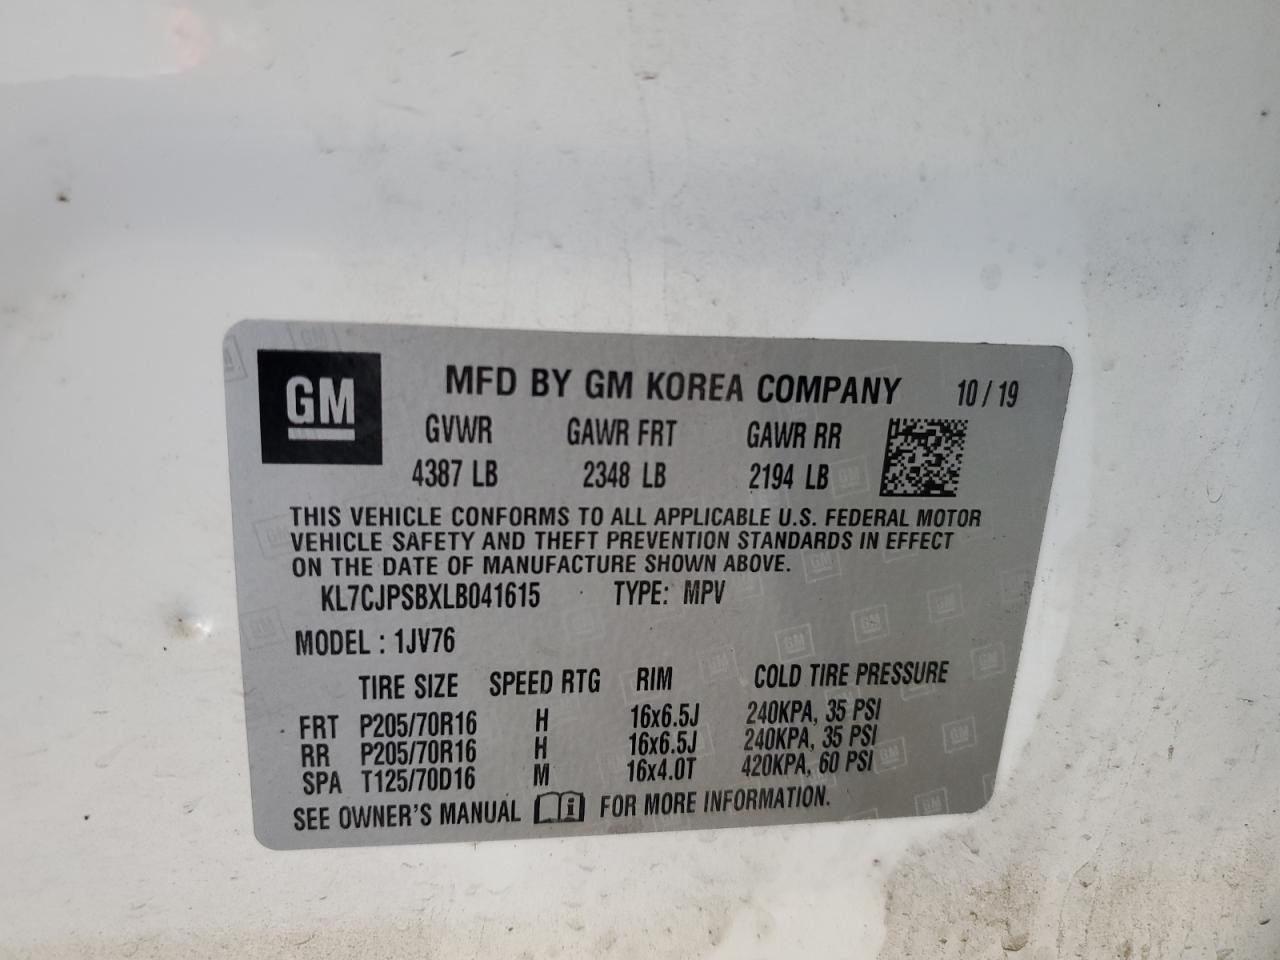 GM
MFD BY GM KOREA COMPANY 10 / 19
GVWR GAWR FRT GAWR RR
4387 LB 2348 LB 2194 LB
THIS VEHICLE CONFORMS TO ALL APPLICABLE U.S. FEDERAL MOTOR
VEHICLE SAFETY AND THEFT PREVENTION STANDARDS IN EFFECT
ON THE DATE OF MANUFACTURE SHOWN ABOVE.
KL7CJPSBXLB041615 TYPE: MPV
MODEL : 1JV76
TIRE SIZE SPEED RTG RIM COLD TIRE PRESSURE
FRT P205/70R16 H 16x6.5J 240KPA, 35 PSI
RR P205/70R16 H 16x6.5J 240KPA, 35 PSI
SPA T125/70D16 M 16x4.0T 420KPA, 60 PSI
SEE OWNER'S MANUAL i FOR MORE INFORMATION.